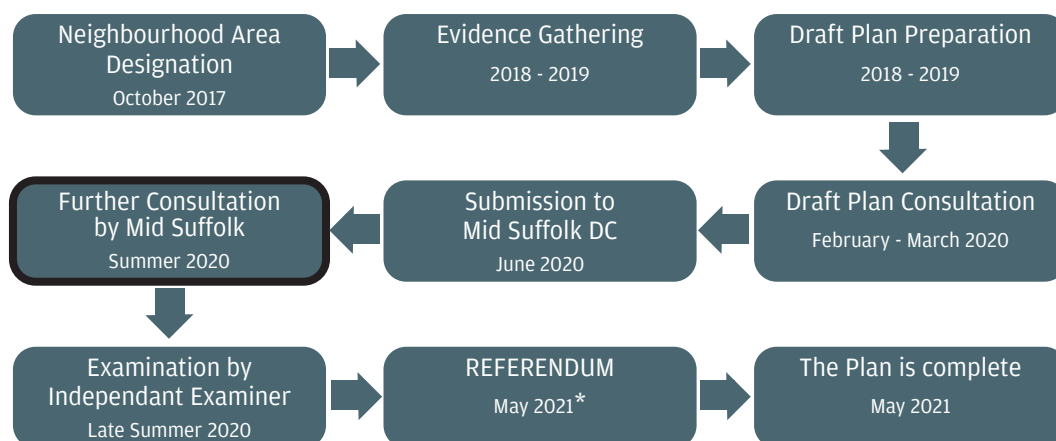 Neighbourhood Area
Designation
October 2017
Evidence Gathering
2018 - 2019
Draft Plan Preparation
2018 - 2019
Draft Plan Consultation
February - March 2020
Submission to
Mid Suffolk DC
June 2020
Further Consultation
by Mid Suffolk
Summer 2020
Examination by
Independant Examiner
Late Summer 2020
REFERENDUM
May 2021*
The Plan is complete
May 2021